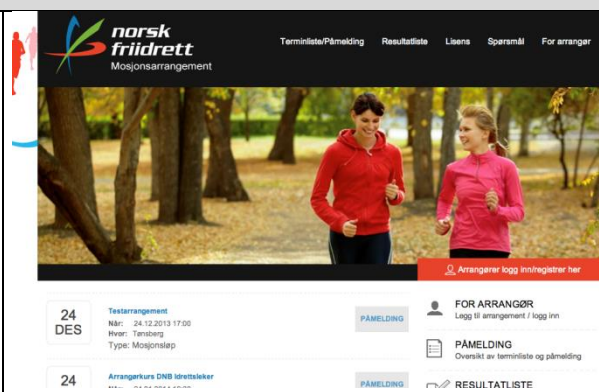 norsk
friidrett
Mosjonsarrangement
Terminliste/Påmelding Resultatliste Lisens Spørsmål For arrangør
Arrangører logg inn/registrer her
24
DES
Testarrangement
Når: 24.12.2013 17:00
Hvor: Tønsberg
Type: Mosjonsløp
PÅMELDING
24
Arrangørkurs DNB Idrettsleker
PÅMELDING
FOR ARRANGØR
Legg til arrangement / logg inn
PÅMELDING
Oversikt av terminliste og påmelding
RESULTATLISTE